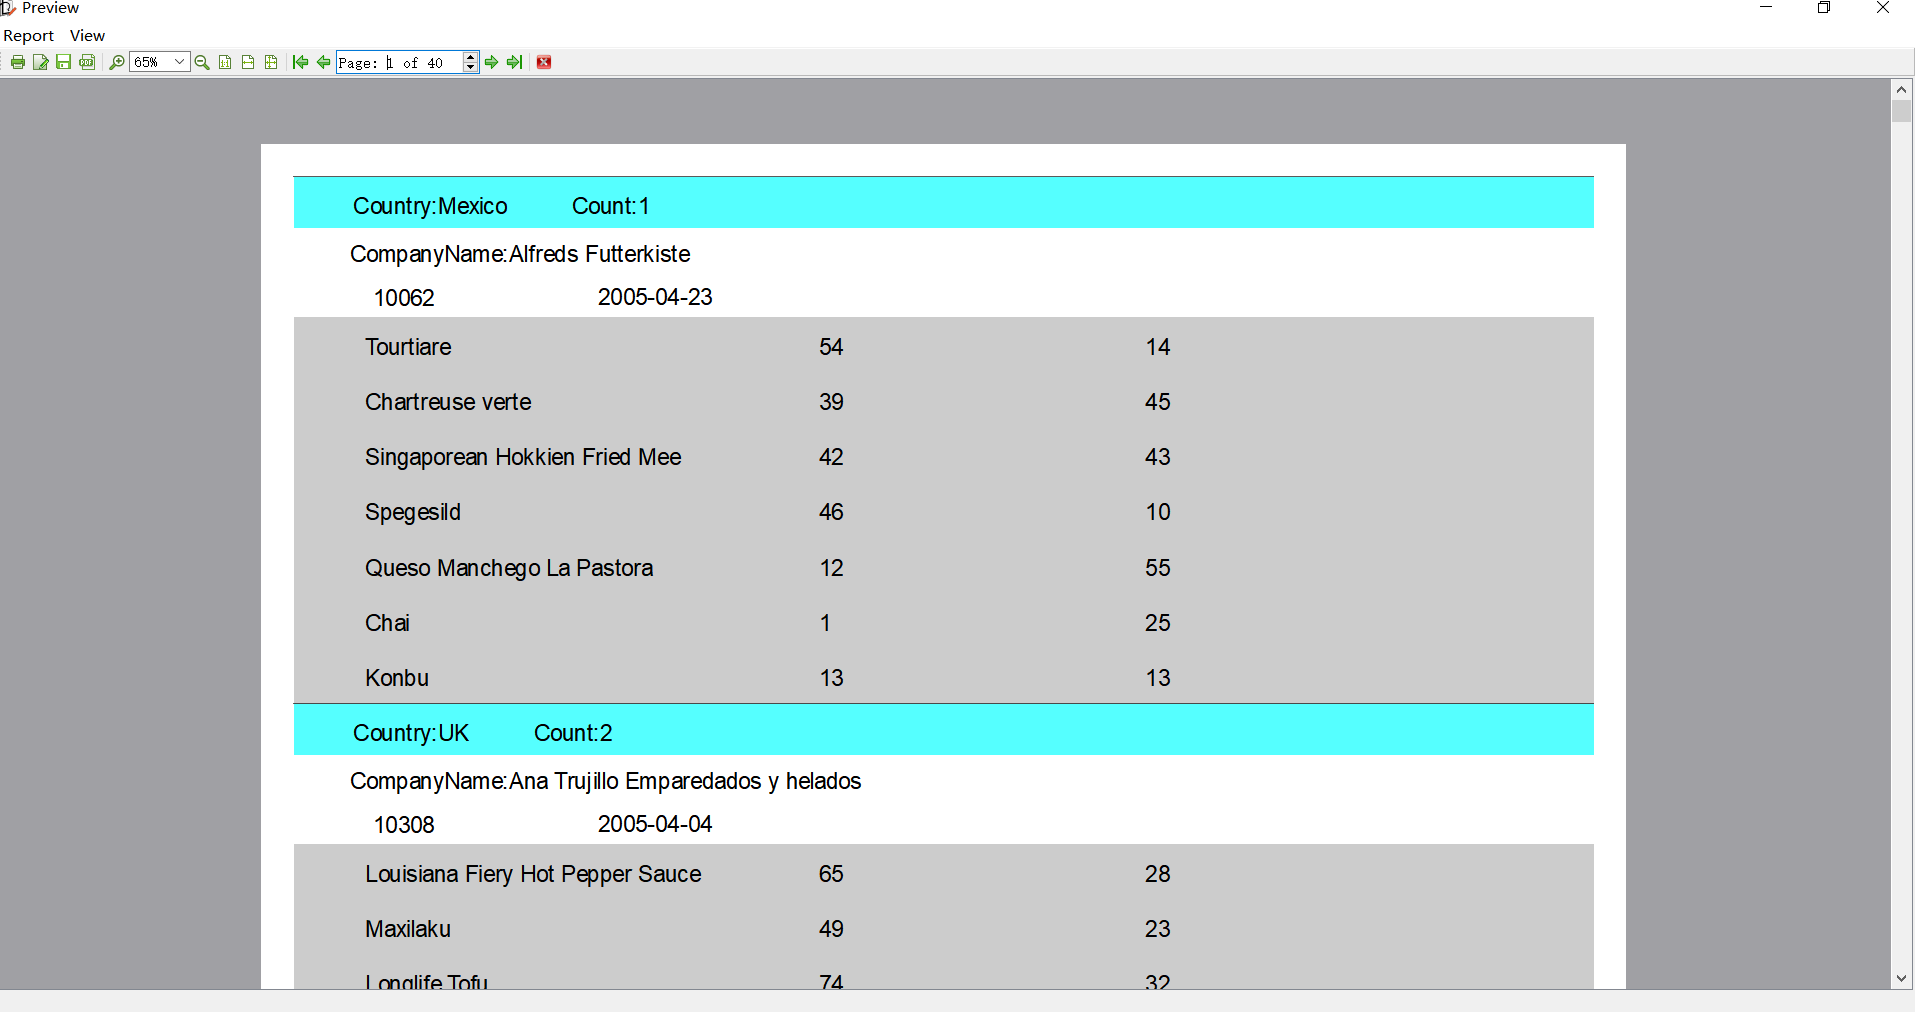 Preview
Report View
65% Page: 1 of 40
Country:Mexico Count:1
CompanyName:Alfreds Futterkiste
10062 2005-04-23
Tourtiare 54 14
Chartreuse verte 39 45
Singaporean Hokkien Fried Mee 42 43
Spegesild 46 10
Queso Manchego La Pastora 12 55
Chai 1 25
Konbu 13 13
Country:UK Count:2
CompanyName:Ana Trujillo Emparedados y helados
10308 2005-04-04
Louisiana Fiery Hot Pepper Sauce 65 28
Maxilaku 49 23
Longlife Tofu 74 32